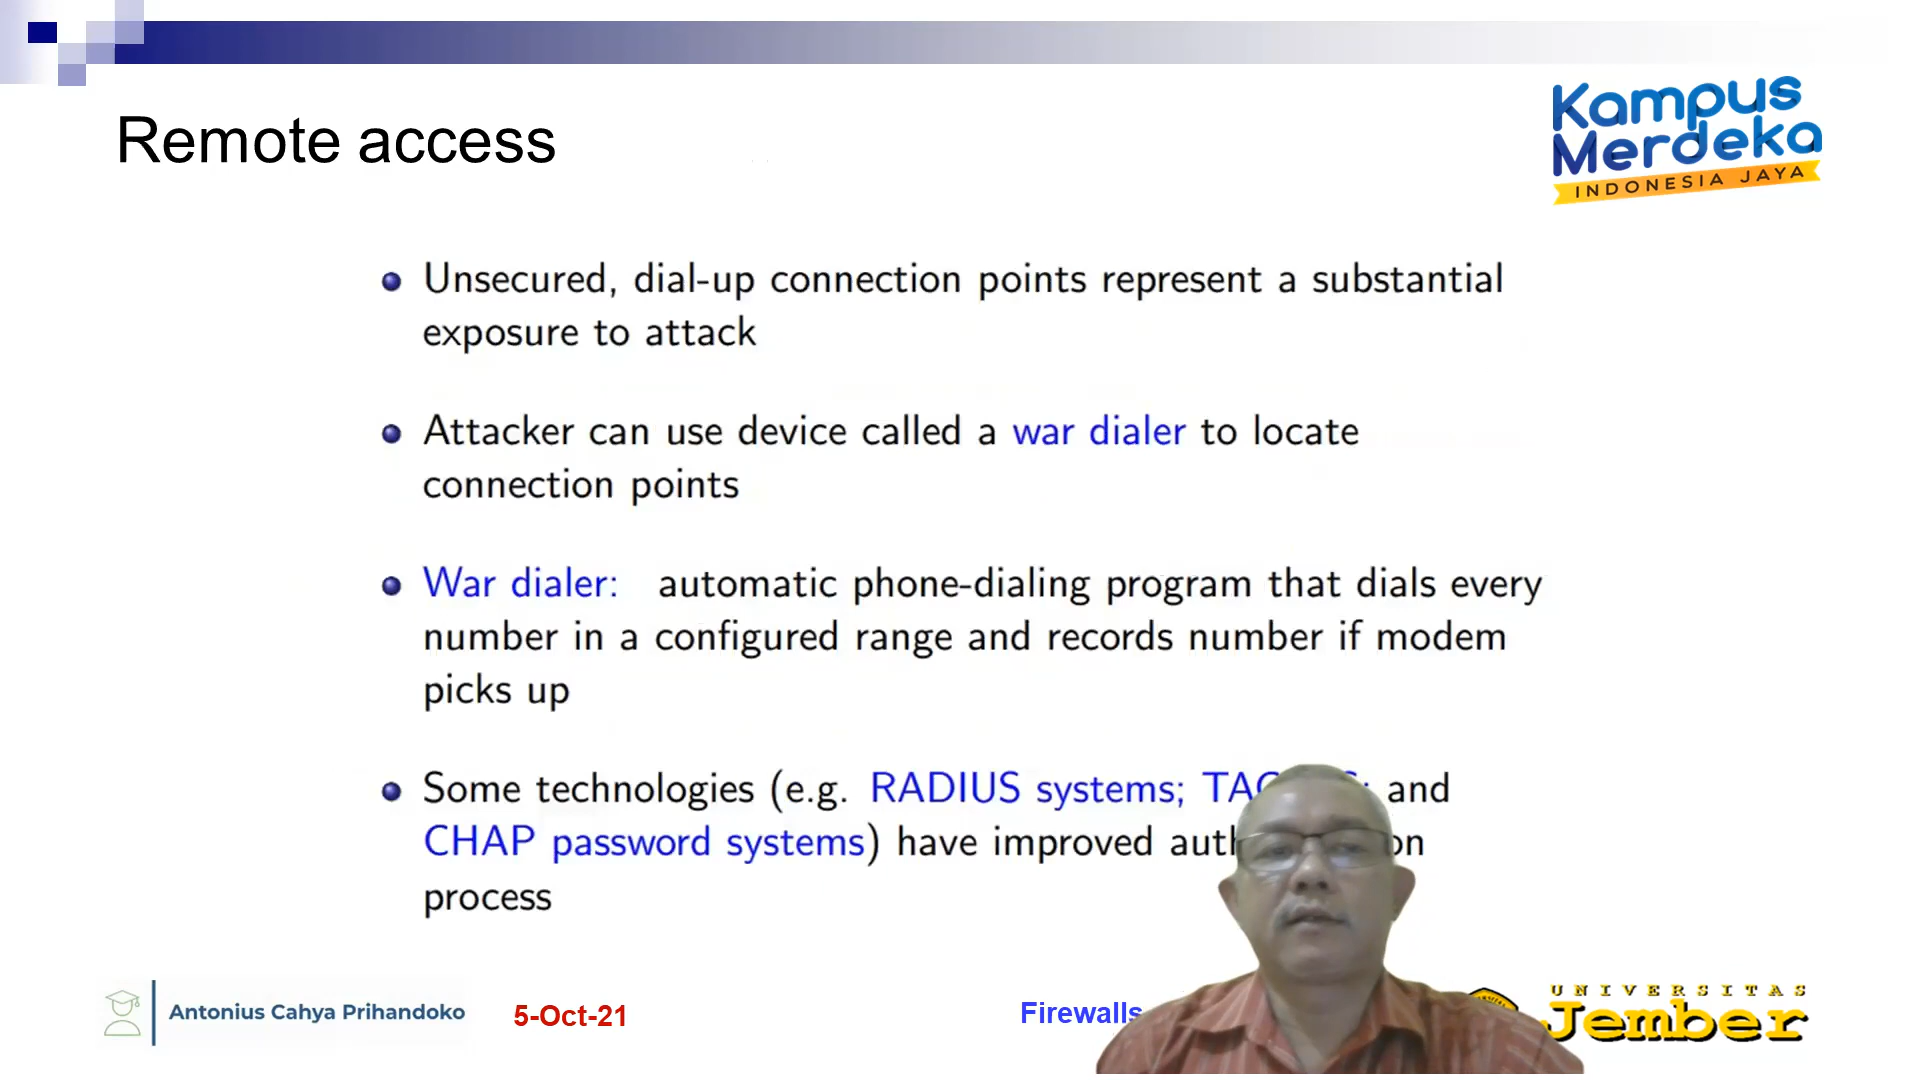 Kampus
Merdeka
INDONESIA JAYA
Remote access
Unsecured, dial-up connection points represent a substantial
exposure to attack
Attacker can use device called a war dialer to locate
connection points
War dialer: automatic phone-dialing program that dials every
number in a configured range and records number if modem
picks up
Some technologies (e.g. RADIUS systems; and
CHAP password systems) have improved
process
Antonius Cahya Prihandoko
5-Oct-21
Firewalls
UNIVERSITAS
Jember